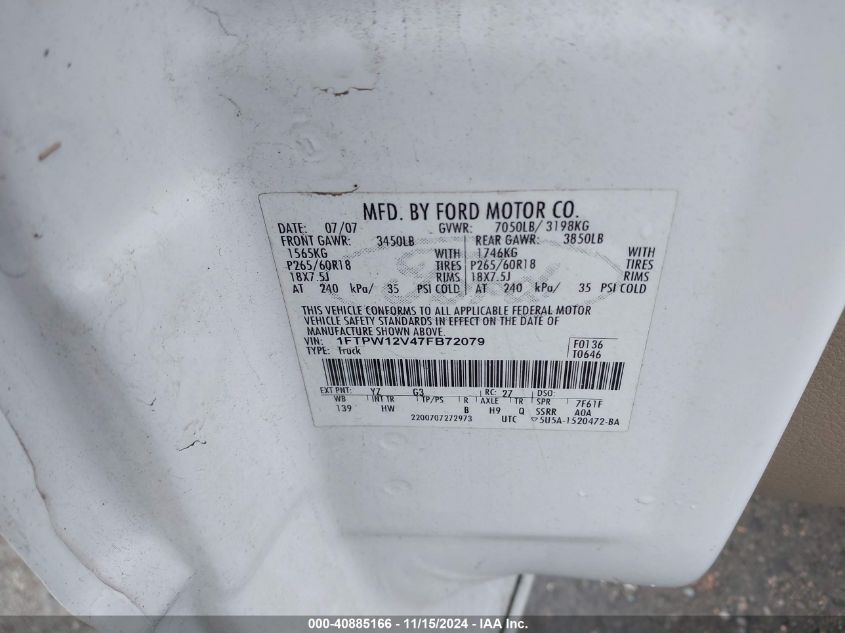 MFD. BY FORD MOTOR CO.
DATE: 07/07 GVWR: 7050LB/ 3198KG
FRONT GAWR: 3450LB REAR GAWR: 3850LB
1565KG WITH 1746KG WITH
P265/60R18 TIRES P265/60R18 TIRES
18X7.5J RIMS 18X7.5J RIMS
AT 240 kPa/ 35 PSI COLD AT 240 kPa/ 35 PSI COLD
Ford
THIS VEHICLE CONFORMS TO ALL APPLICABLE FEDERAL MOTOR
VEHICLE SAFETY STANDARDS IN EFFECT ON THE DATE OF
MANUFACTURE SHOWN ABOVE.
VIN: 1FTPW12V47FB72079 F0136
TYPE: Truck T0646
EXT PNT: YZ G3 RC: 27 DSO:
WB INT TR TP/PS R AXLE TR SPR 7F61F
139 HW B H9 Q SSRR AOA
2200707272973 UTC 5U5A-1520472-BA
000-40885166 - 11/15/2024 - IAA Inc.